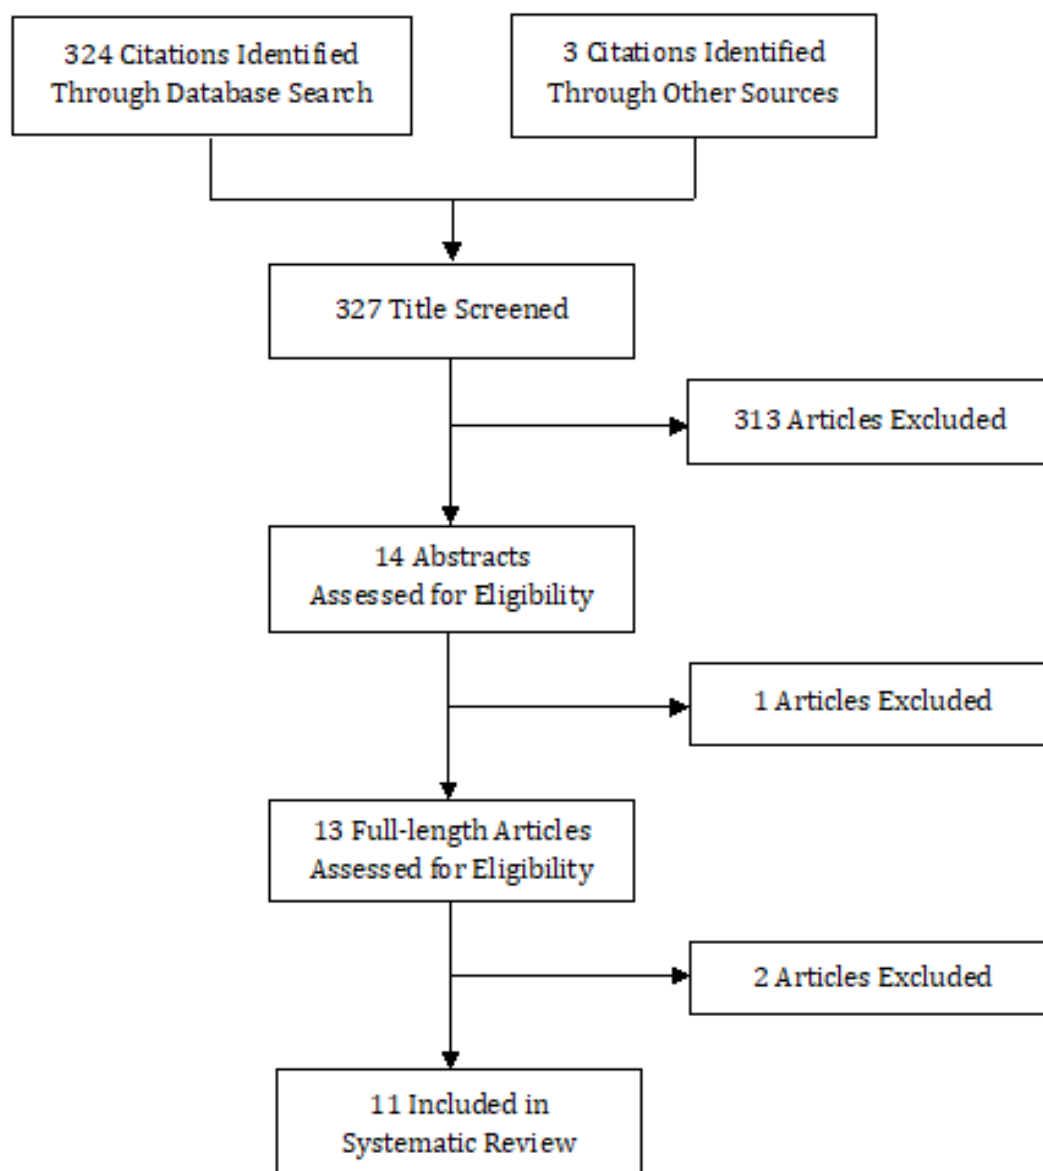 324 Citations Identified
Through Database Search
3 Citations Identified
Through Other Sources
327 Title Screened
313 Articles Excluded
14 Abstracts
Assessed for Eligibility
1 Articles Excluded
13 Full-length Articles
Assessed for Eligibility
2 Articles Excluded
11 Included in
Systematic Review